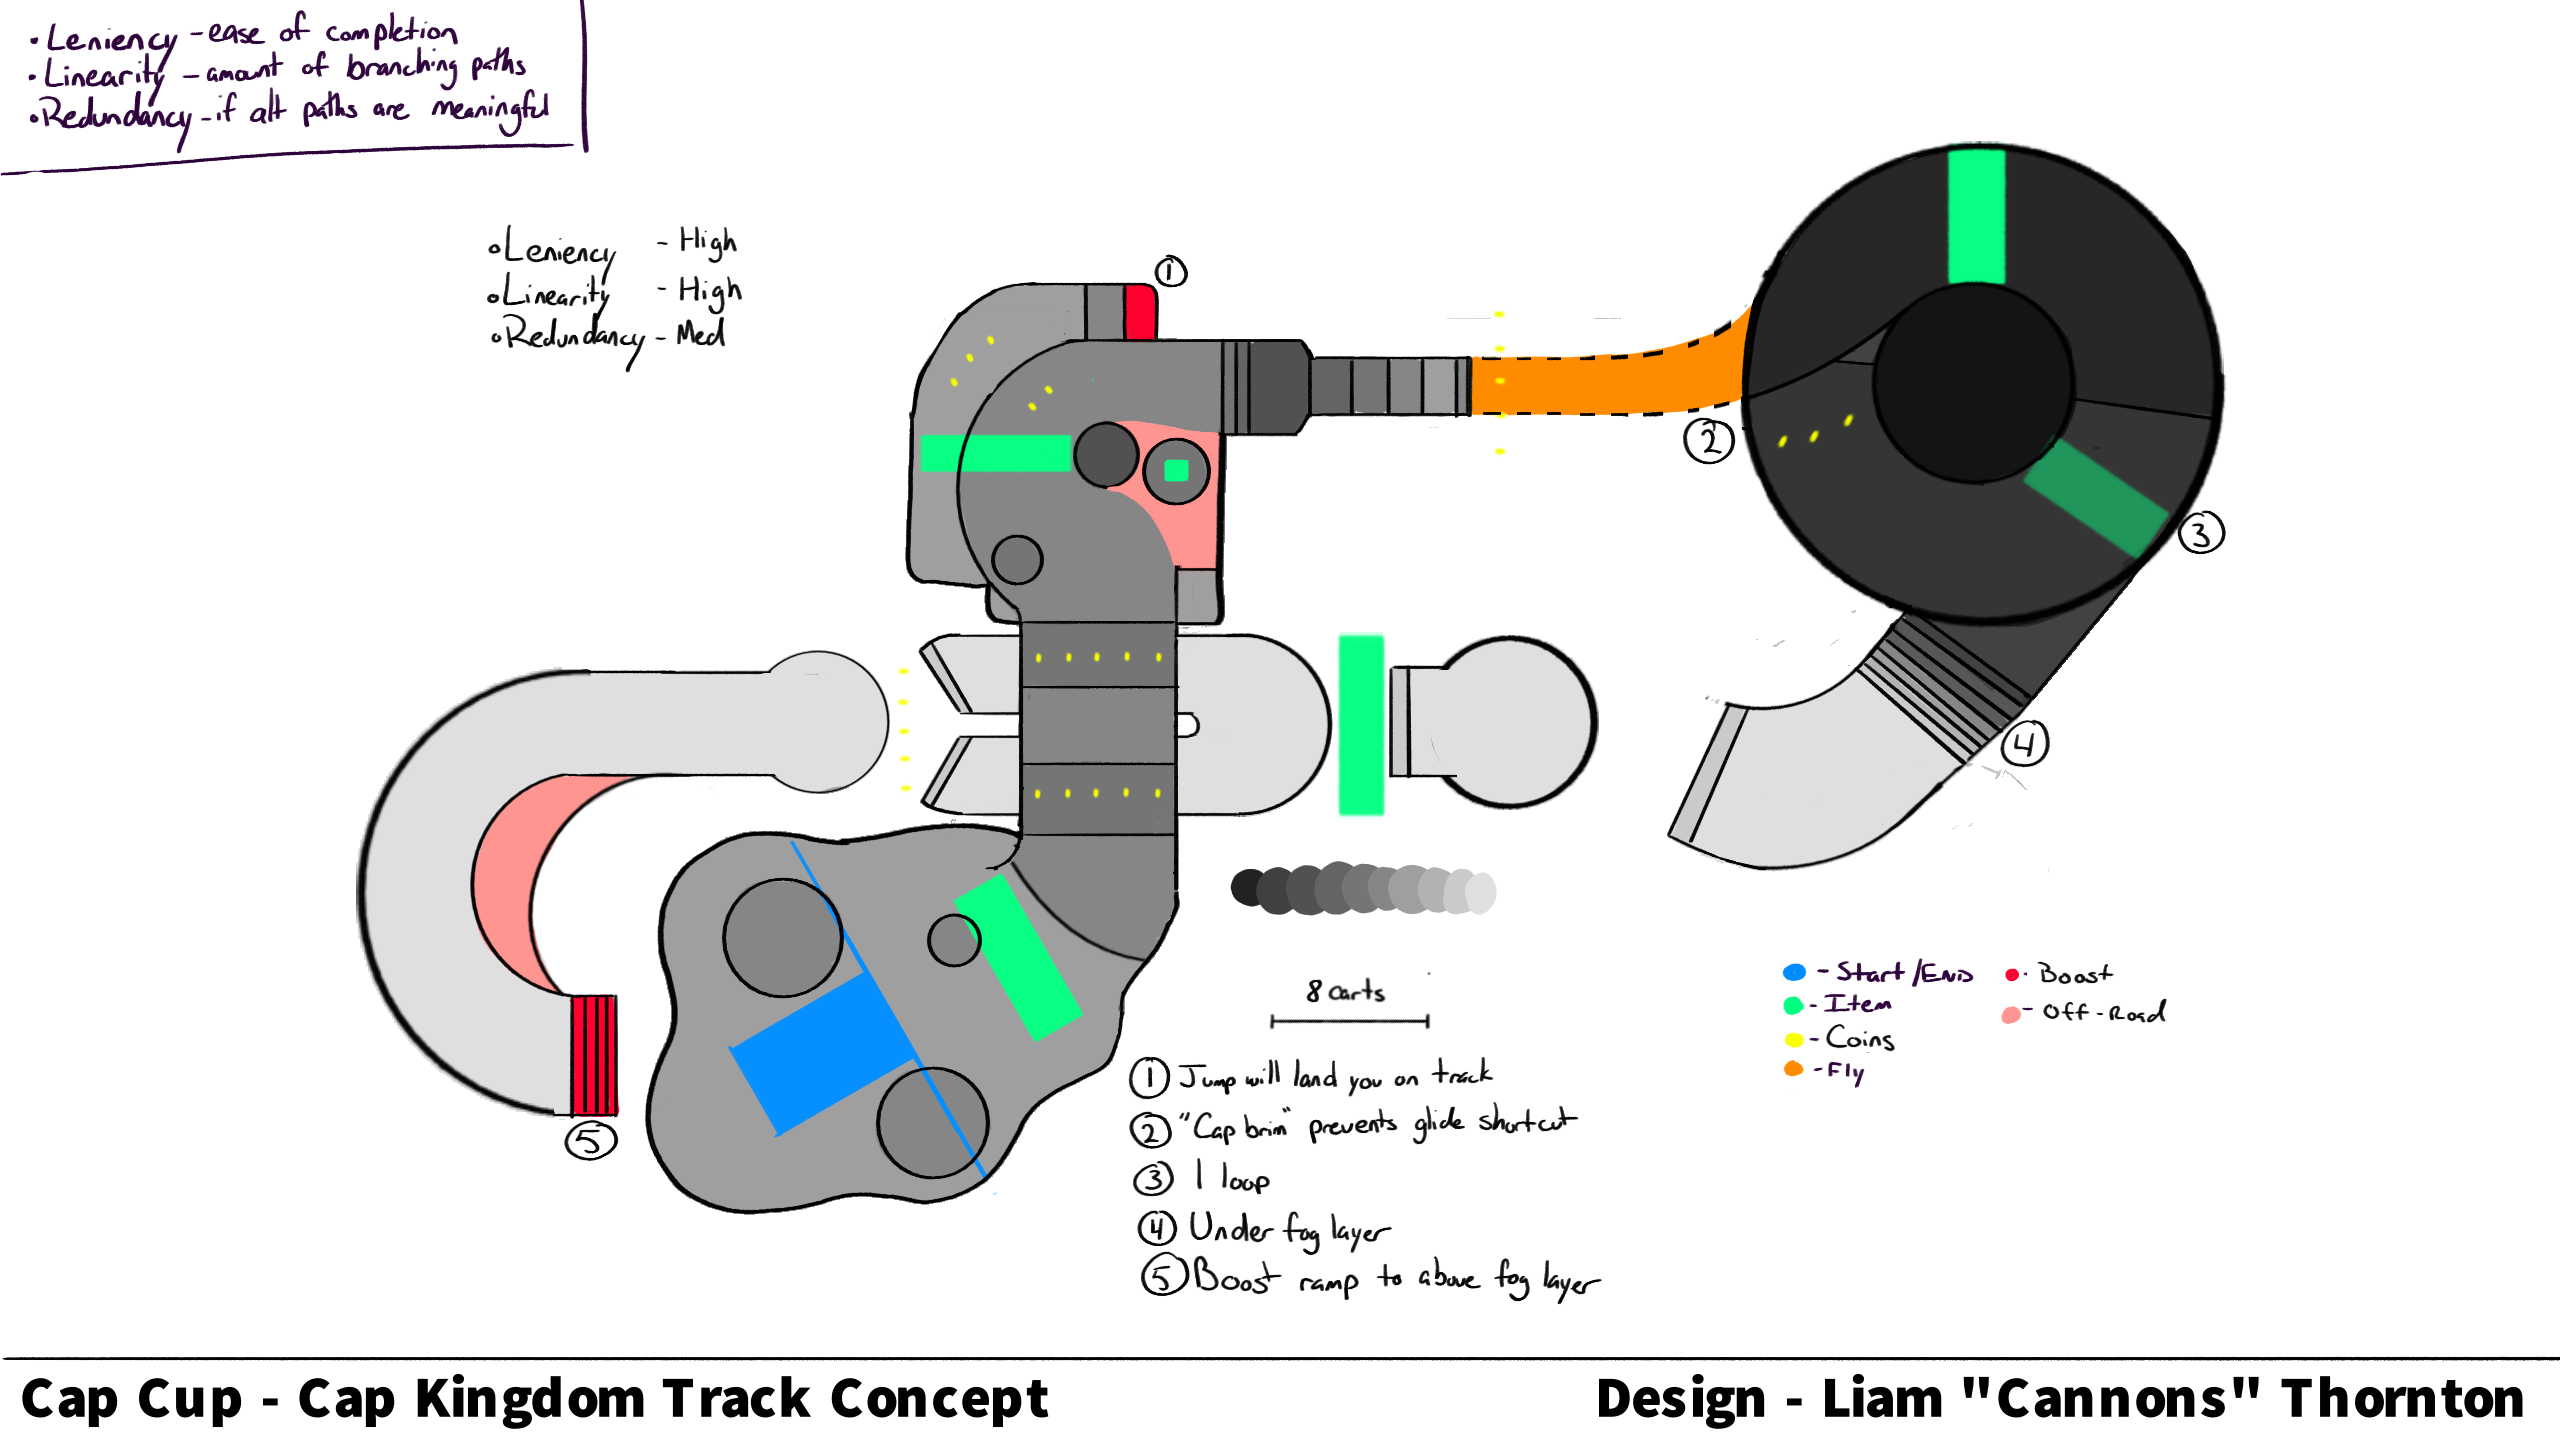 • Leniency - ease of completion
• Linearity - amount of branching paths
• Redundancy - if alt paths are meaningful
• Leniency - High
• Linearity - High
• Redundancy - Med
1
2
3
4
5
8 carts
- Start/End
- Item
- Coins
- Fly
- Boost
- Off-Road
1 Jump will land you on track
2 "Cap brim" prevents glide shortcut
3 1 loop
4 Under fog layer
5 Boost ramp to above fog layer
Cap Cup - Cap Kingdom Track Concept
Design - Liam "Cannons" Thornton